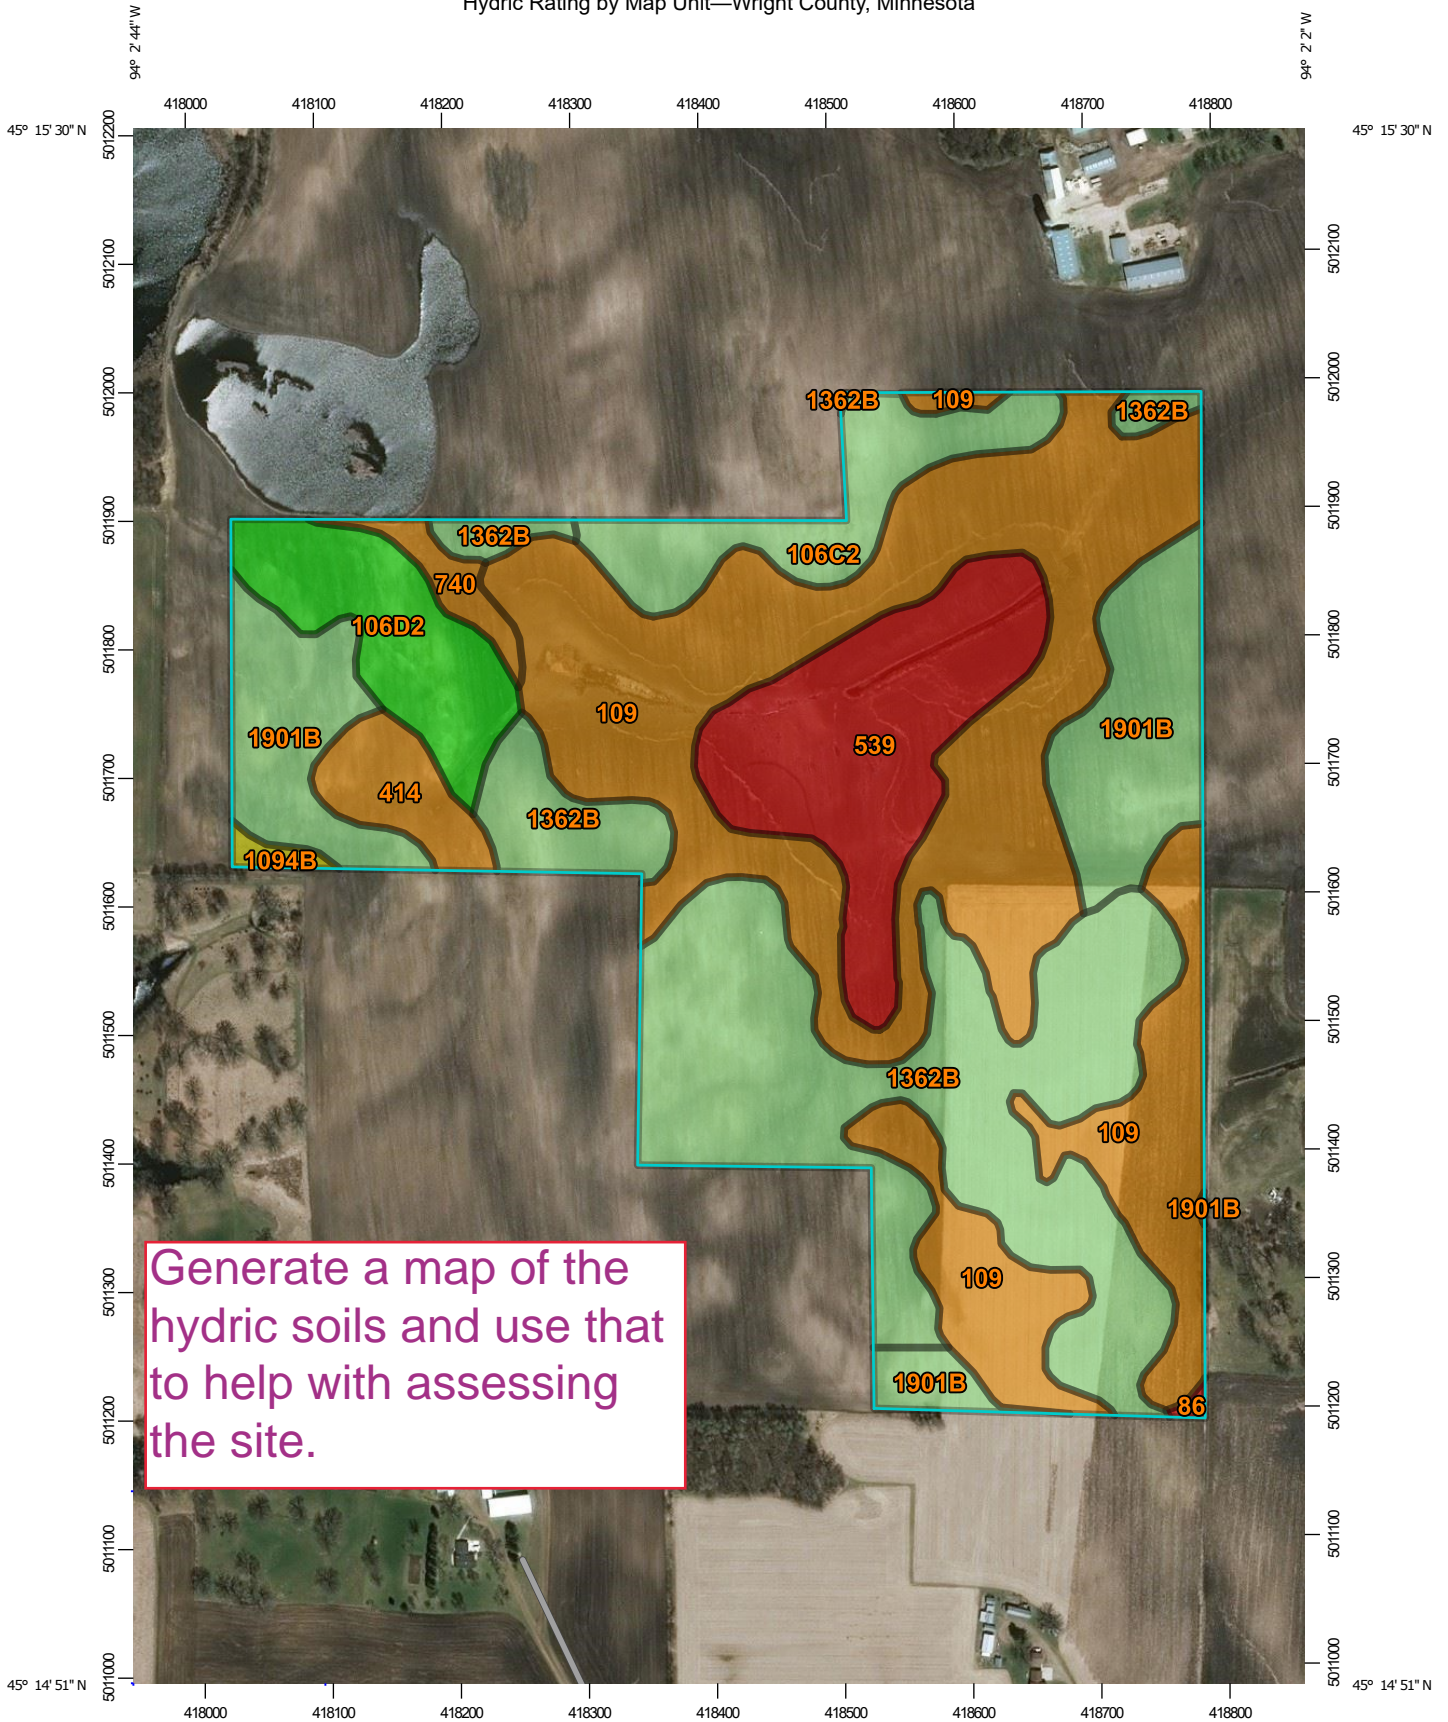 Hydric Rating by Map Unit—Wright County, Minnesota
94° 2' 44" W
94° 2' 2" W
418000 418100 418200 418300 418400 418500 418600 418700 418800
45° 15' 30" N
45° 15' 30" N
5012200
5012100
5012100
5012000
5012000
1362B
109
1362B
5011900
5011900
1362B
106C2
740
106D2
5011800
5011800
109
1901B
1901B
539
5011700
5011700
414
1362B
1094B
5011600
5011600
5011500
5011500
1362B
109
5011400
5011400
1901B
Generate a map of the
hydric soils and use that
to help with assessing
the site.
109
5011300
5011300
1901B
86
5011200
5011200
5011100
5011100
5011000
5011000
45° 14' 51" N
45° 14' 51" N
418000 418100 418200 418300 418400 418500 418600 418700 418800